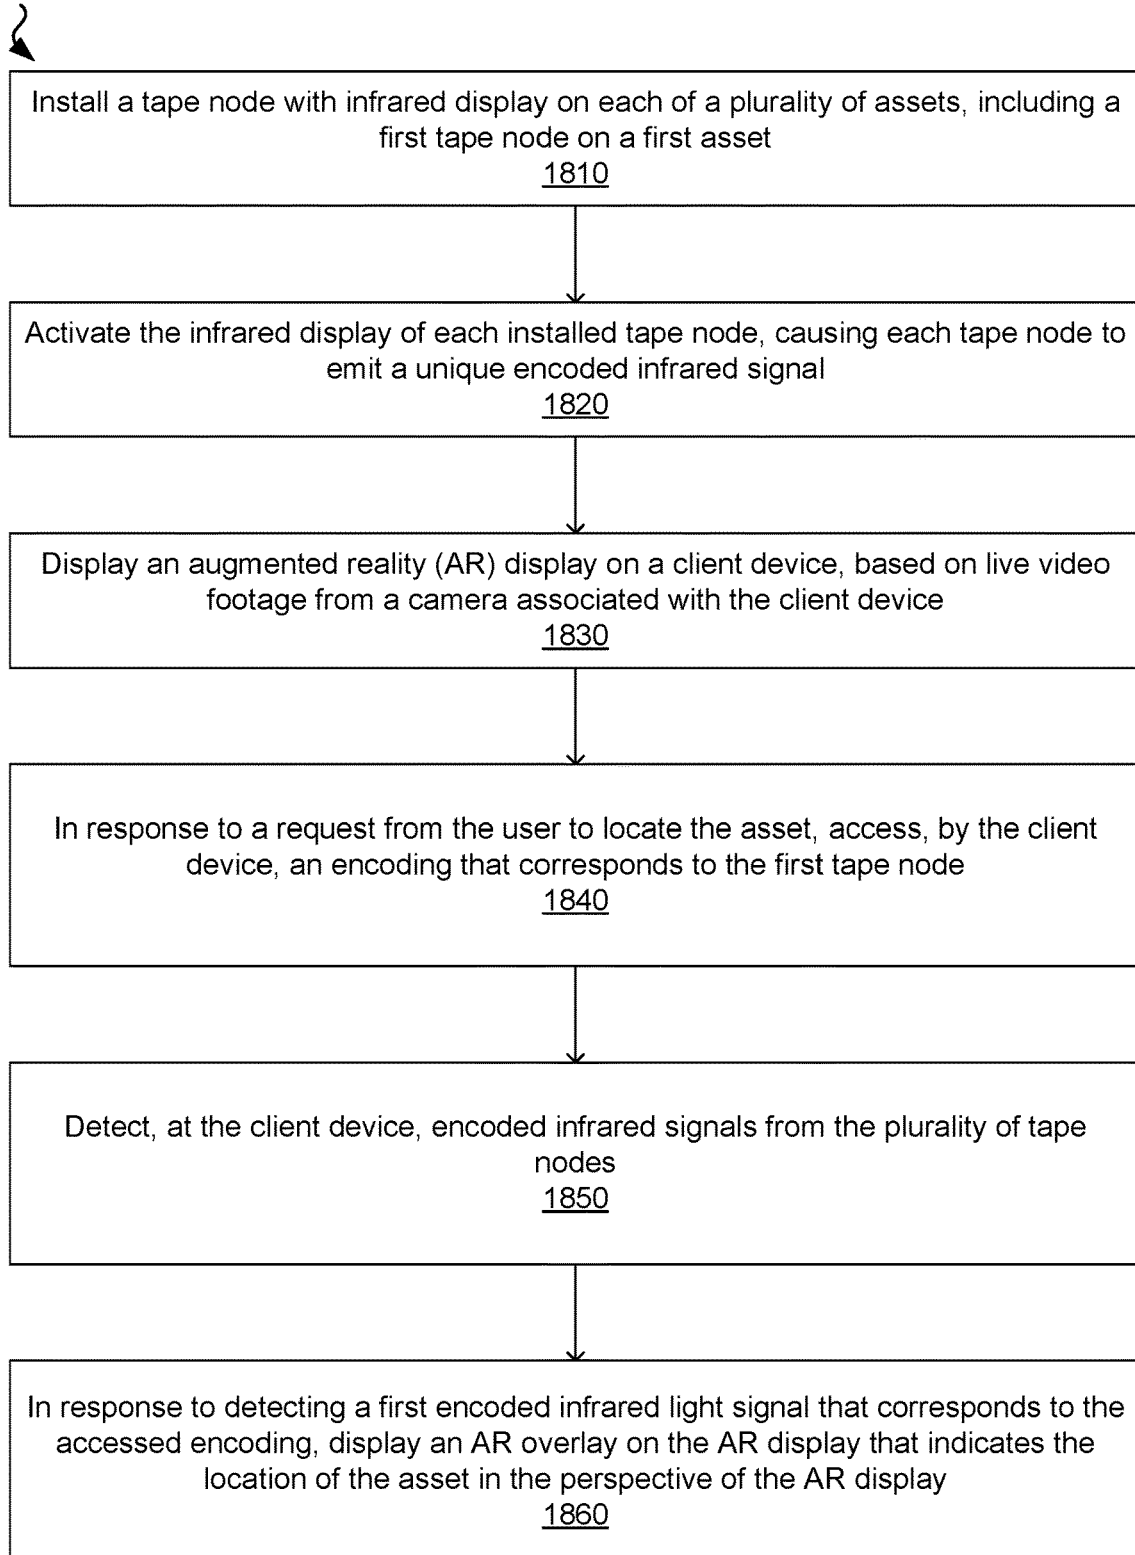 Install a tape node with infrared display on each of a plurality of assets, including a
first tape node on a first asset
1810
Activate the infrared display of each installed tape node, causing each tape node to
emit a unique encoded infrared signal
1820
Display an augmented reality (AR) display on a client device, based on live video
footage from a camera associated with the client device
1830
In response to a request from the user to locate the asset, access, by the client
device, an encoding that corresponds to the first tape node
1840
Detect, at the client device, encoded infrared signals from the plurality of tape
nodes
1850
In response to detecting a first encoded infrared light signal that corresponds to the
accessed encoding, display an AR overlay on the AR display that indicates the
location of the asset in the perspective of the AR display
1860